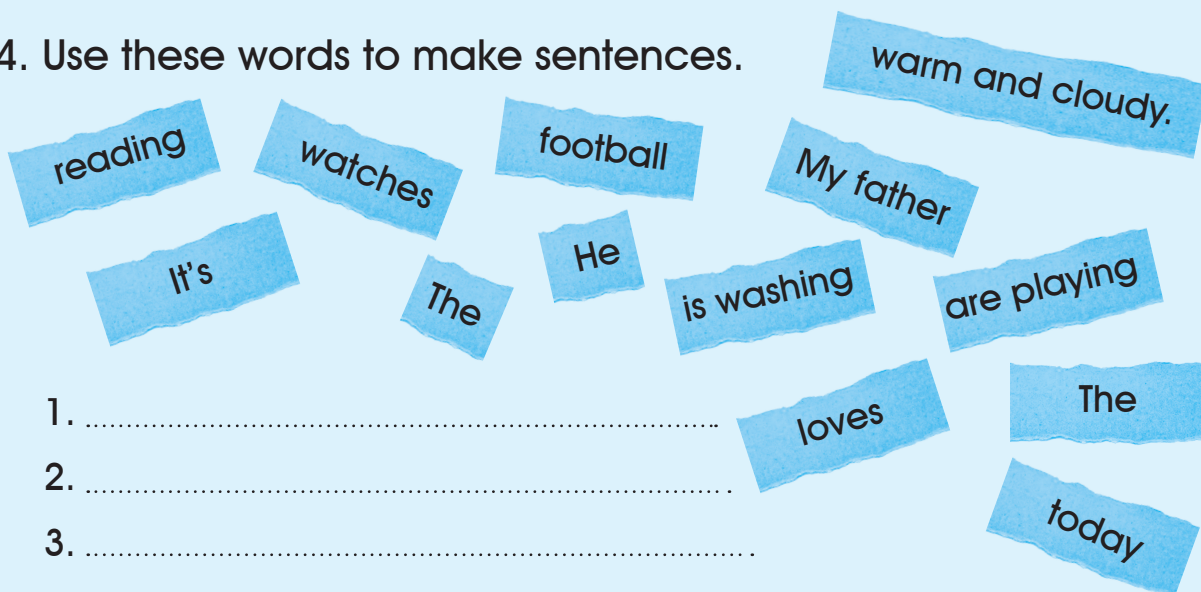 4. Use these words to make sentences.
warm and cloudy.
reading
watches
football
My father
It's
The
He
is washing
are playing
1. ........................................................................
2. ........................................................................ .
3. ........................................................................ .
loves
The
today